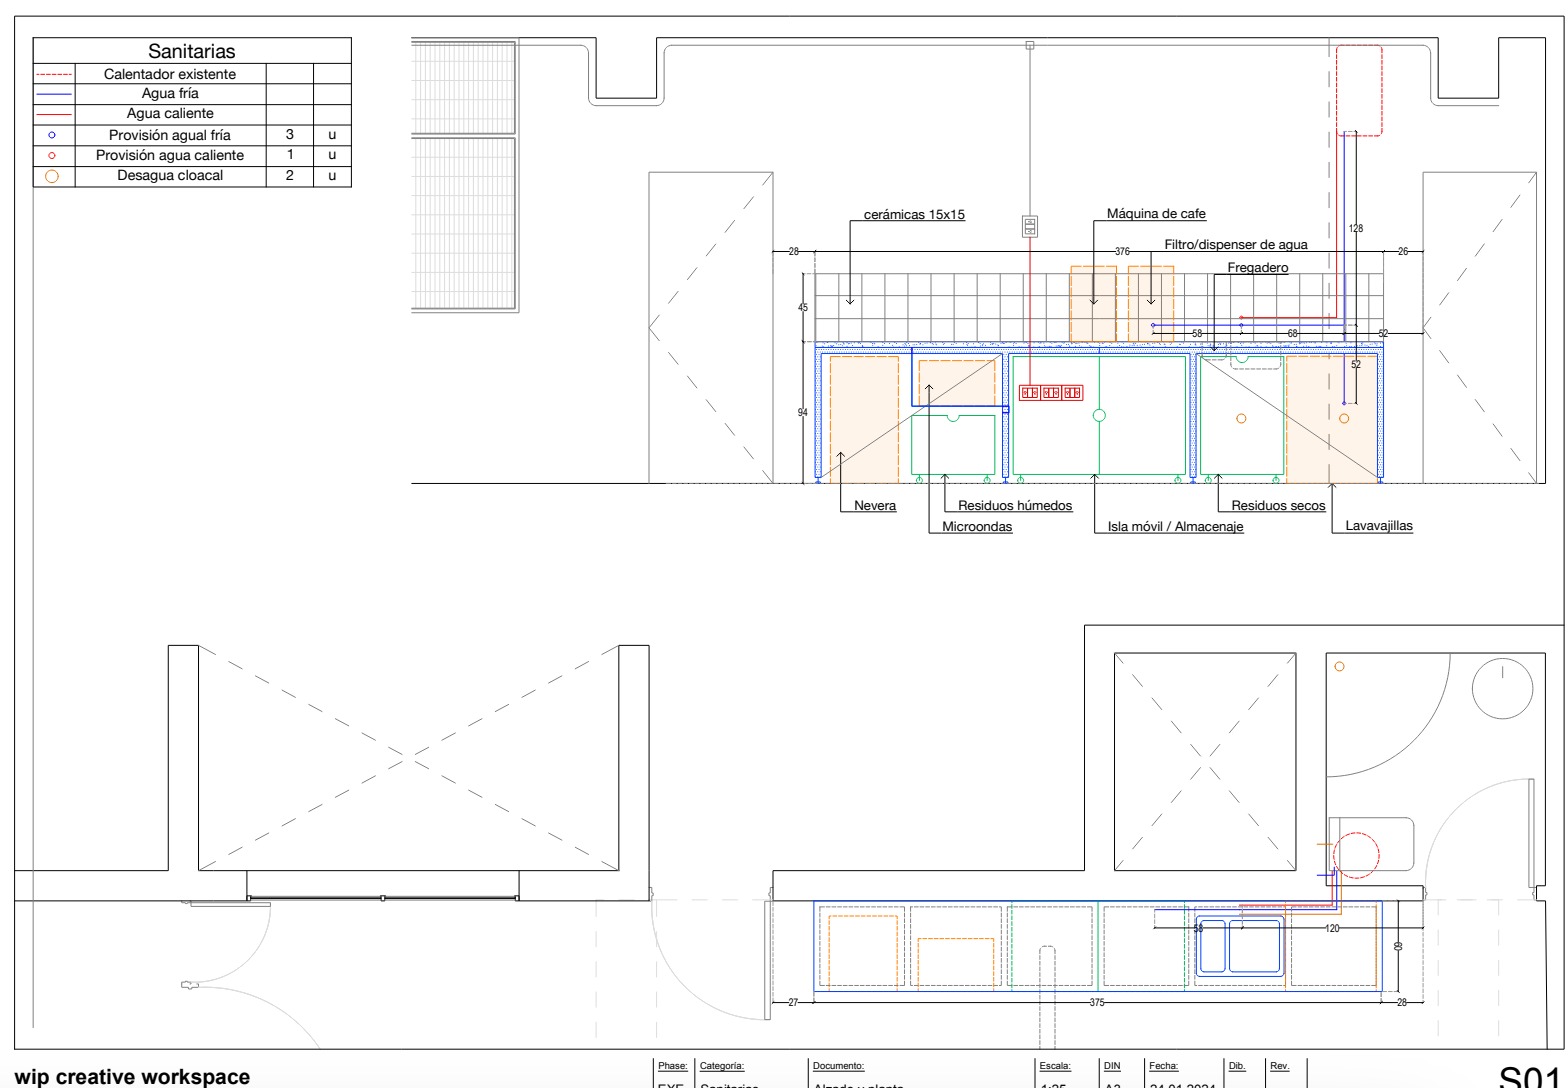 Sanitarias
Calentador existente
Agua fría
Agua caliente
Provisión agual fría 3 u
Provisión agua caliente 1 u
Desagua cloacal 2 u
cerámicas 15x15
Máquina de cafe
Filtro/dispenser de agua
Fregadero
128
28
376
26
45
58
68
52
52
94
Nevera
Residuos húmedos
Microondas
Isla móvil / Almacenaje
Residuos secos
Lavavajillas
58
120
60
27
375
28
wip creative workspace
Phase: Categoría: Documento: Escala: DIN Fecha: Dib. Rev.
EXE Sanitarias Alzado y planta 1:25 A3 24.01.2024
S01